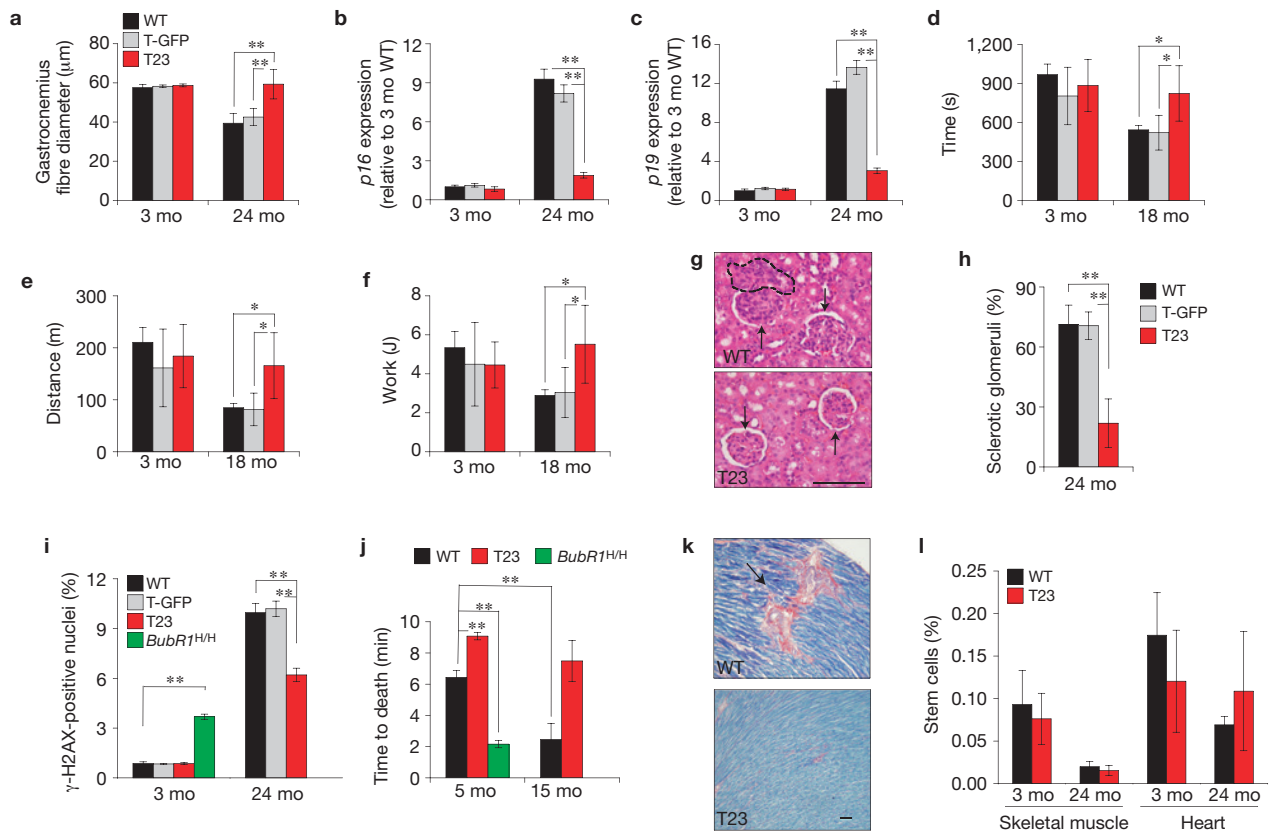 a
WT
T-GFP
T23
Gastrocnemius
fibre diameter (μm)
80
60
40
20
0
**
**
3 mo
24 mo
b
p16 expression
(relative to 3 mo WT)
12
10
8
6
4
2
0
**
**
3 mo
24 mo
c
p19 expression
(relative to 3 mo WT)
16
12
8
4
0
**
**
3 mo
24 mo
d
Time (s)
1,200
900
600
300
0
*
*
3 mo
18 mo
e
Distance (m)
300
200
100
0
*
*
3 mo
18 mo
f
Work (J)
8
6
4
2
0
*
*
3 mo
18 mo
g
WT
T23
h
WT
T-GFP
T23
Sclerotic glomeruli (%)
90
60
30
0
**
**
24 mo
i
WT
T-GFP
T23
BubR1H/H
γ-H2AX-positive nuclei (%)
12
9
6
3
0
**
**
**
3 mo
24 mo
j
WT
T23
BubR1H/H
Time to death (min)
10
8
6
4
2
0
**
**
**
5 mo
15 mo
k
WT
T23
l
WT
T23
Stem cells (%)
0.25
0.20
0.15
0.10
0.05
0.00
3 mo
24 mo
3 mo
24 mo
Skeletal muscle
Heart